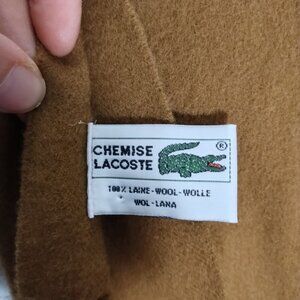 CHEMISE
LACOSTE
®
100% LAINE-WOOL-WOLLE
WOL-LANA